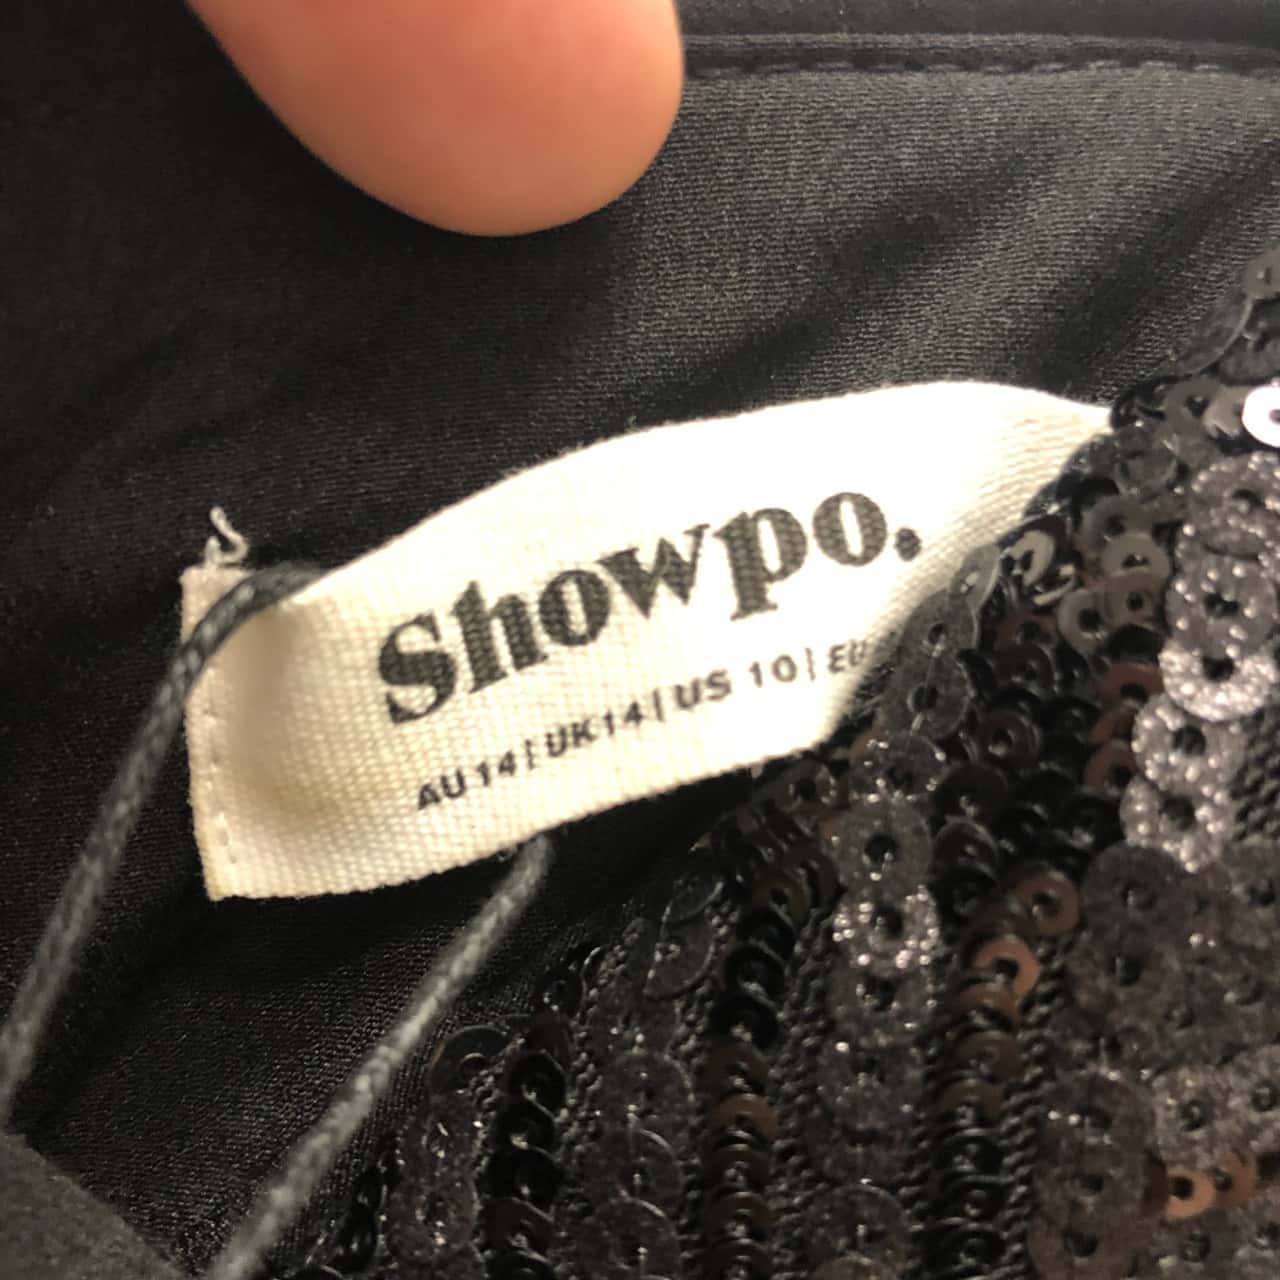 Showpo.
AU 14 | UK 14 | US 10 | EU